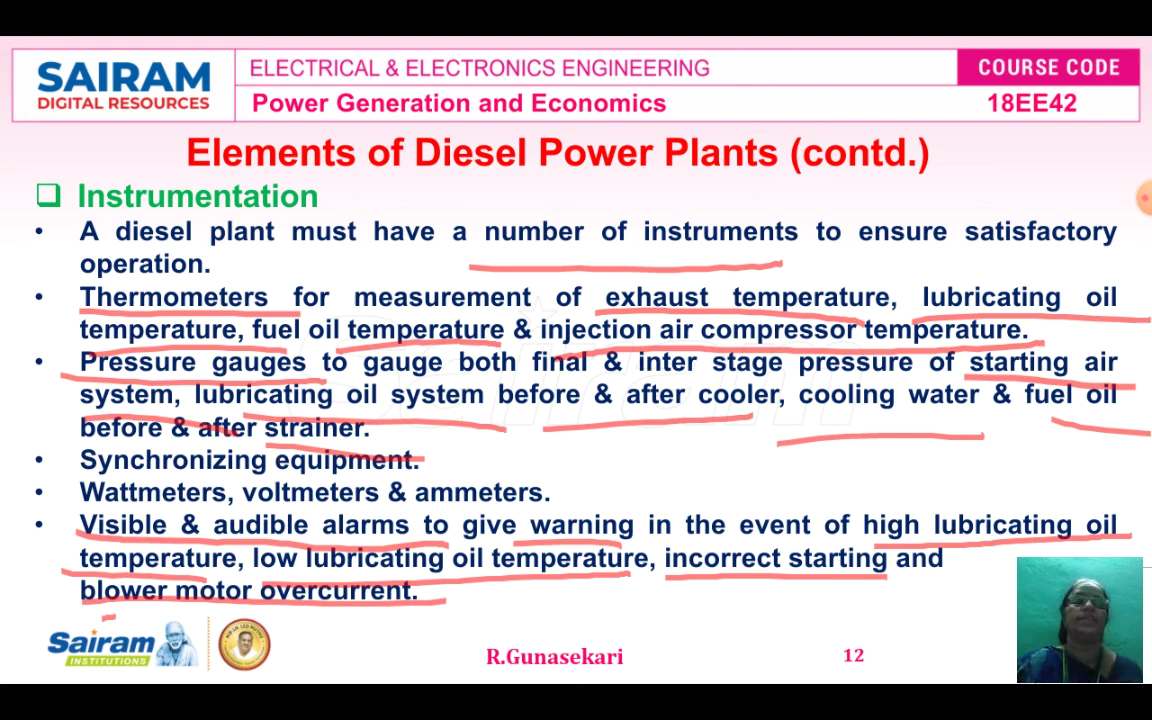 SAIRAM
DIGITAL RESOURCES
ELECTRICAL & ELECTRONICS ENGINEERING
COURSE CODE
Power Generation and Economics
18EE42
Elements of Diesel Power Plants (contd.)
❑ Instrumentation
• A diesel plant must have a number of instruments to ensure satisfactory
operation.
• Thermometers for measurement of exhaust temperature, lubricating oil
temperature, fuel oil temperature & injection air compressor temperature.
• Pressure gauges to gauge both final & inter stage pressure of starting air
system, lubricating oil system before & after cooler, cooling water & fuel oil
before & after strainer.
• Synchronizing equipment.
• Wattmeters, voltmeters & ammeters.
• Visible & audible alarms to give warning in the event of high lubricating oil
temperature, low lubricating oil temperature, incorrect starting and
blower motor overcurrent.
Sairam
INSTITUTIONS
R.Gunasekari
12
Sairam